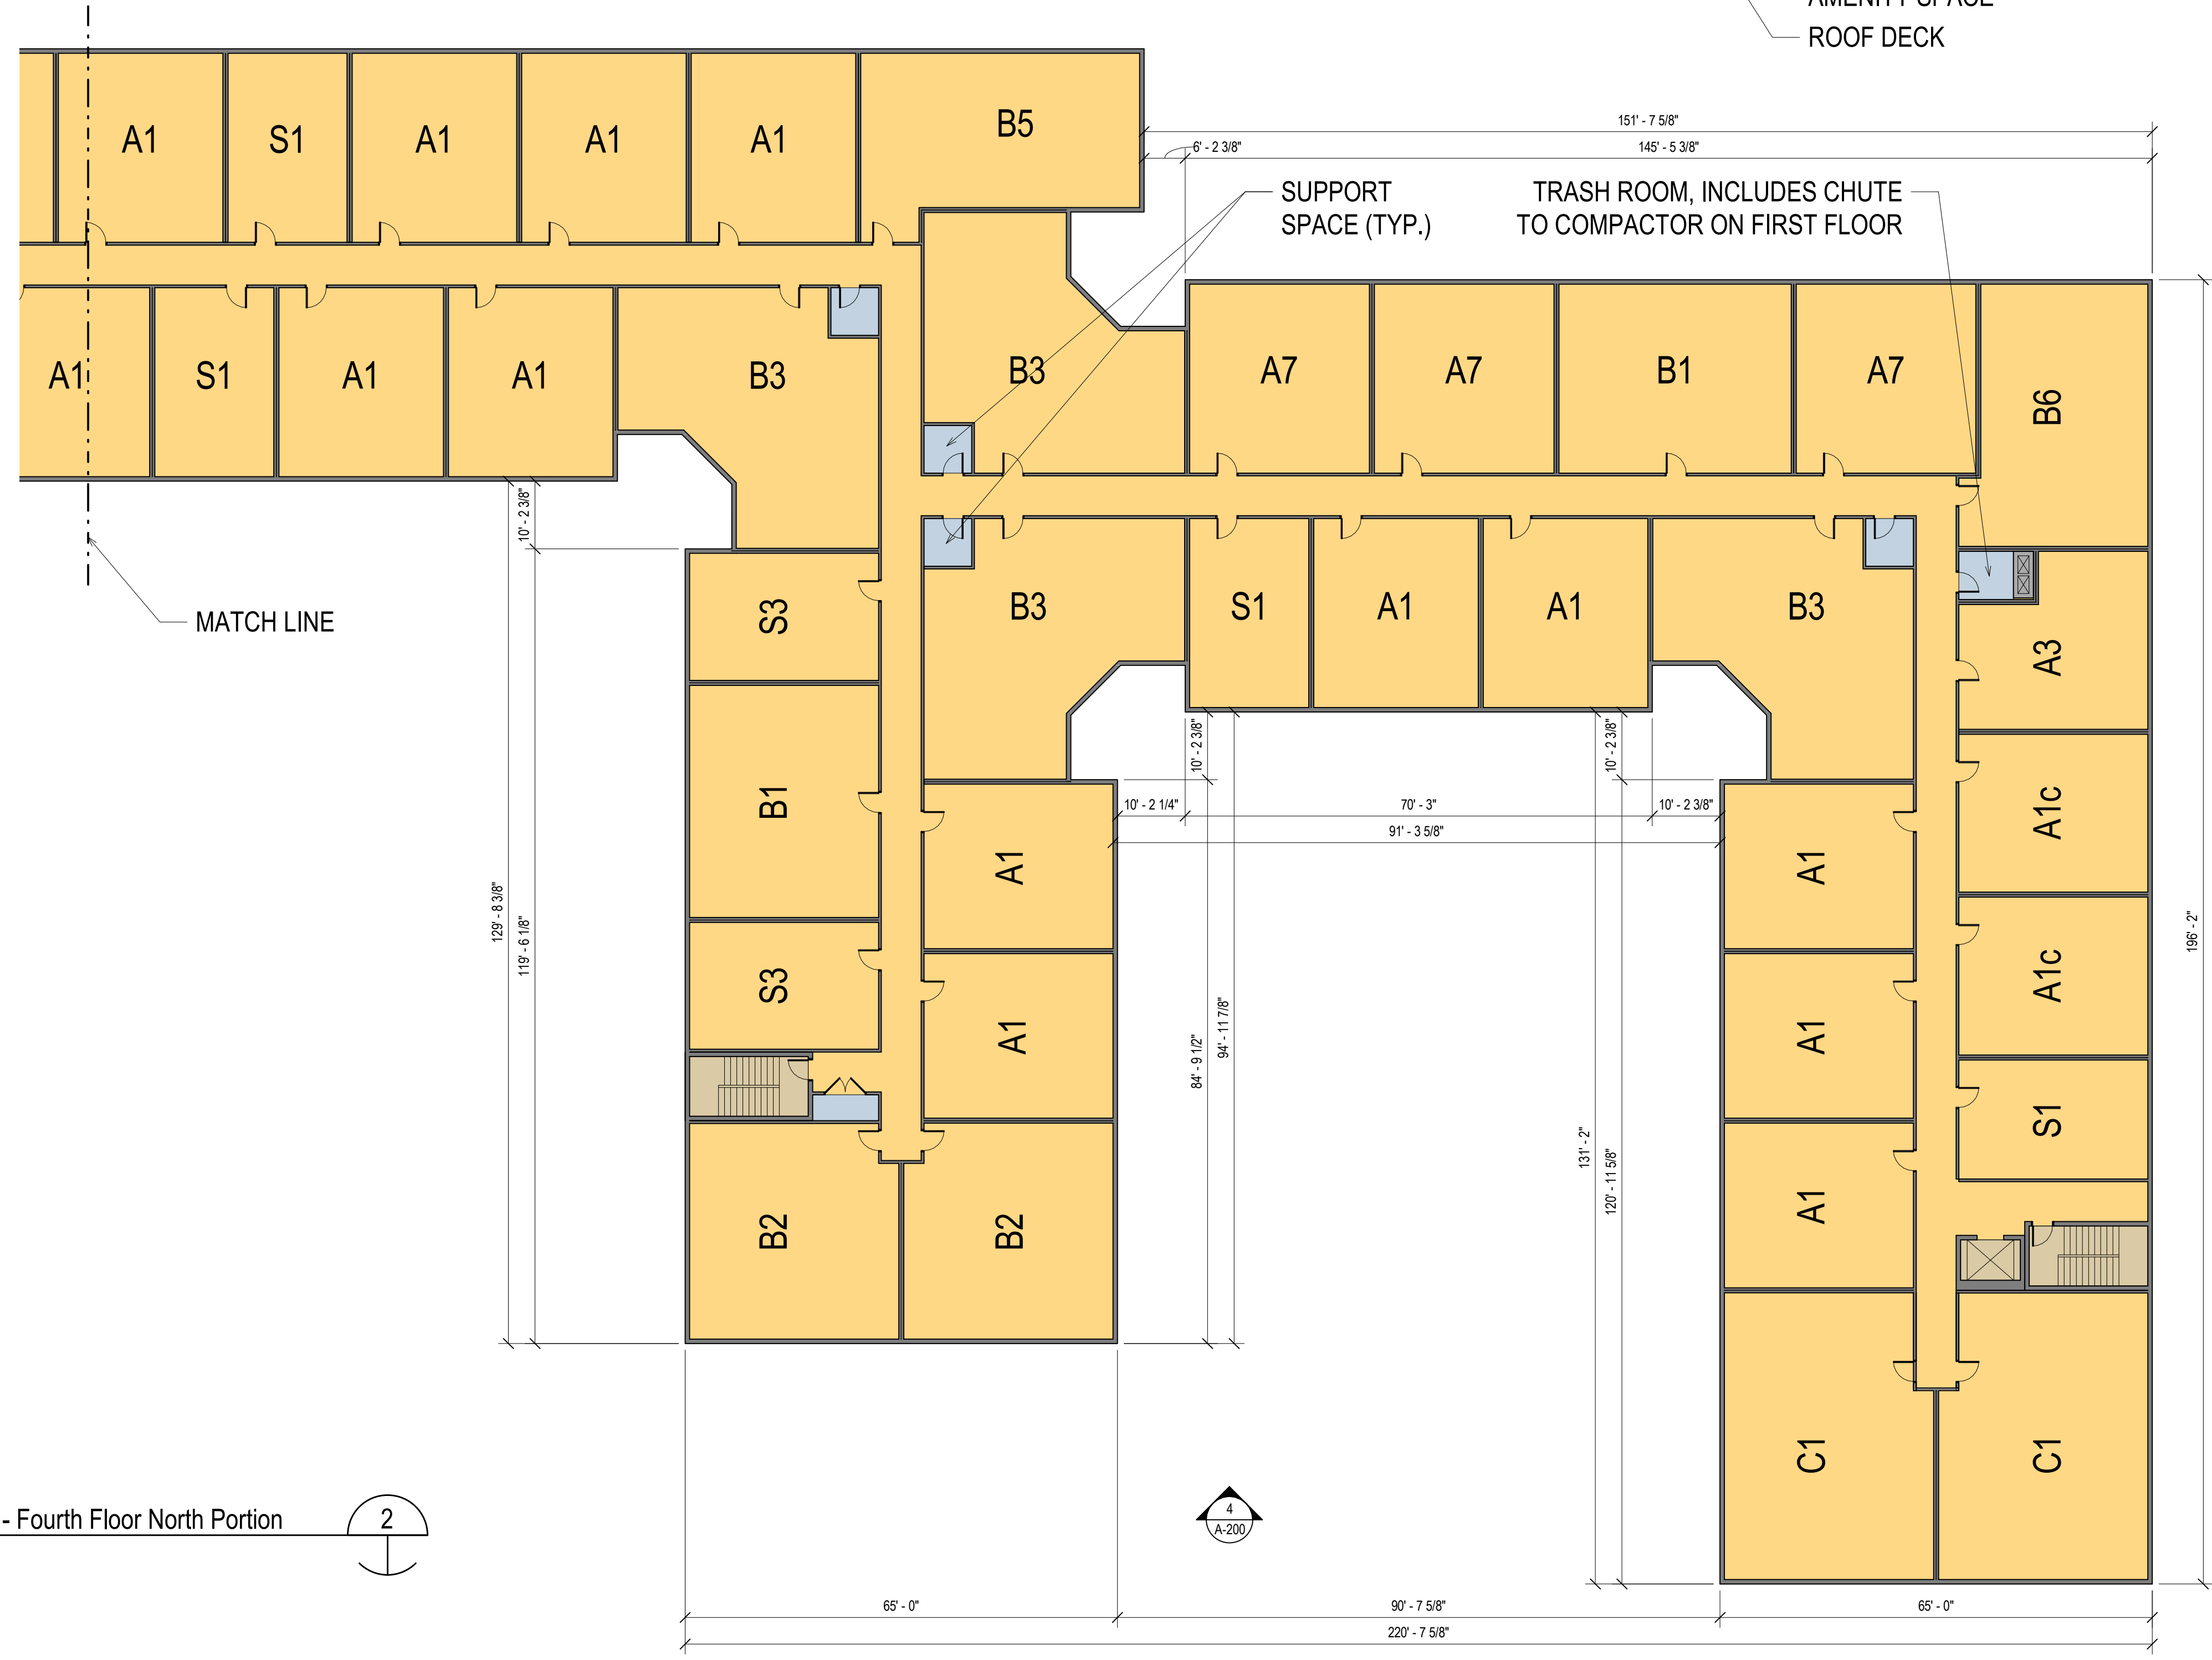 AMENITY SPACE
ROOF DECK
151' - 7 5/8"
6' - 2 3/8"
145' - 5 3/8"
A1
S1
A1
A1
A1
B5
SUPPORT
SPACE (TYP.)
TRASH ROOM, INCLUDES CHUTE
TO COMPACTOR ON FIRST FLOOR
A1
S1
A1
A1
B3
B3
A7
A7
B1
A7
B6
10' - 2 3/8"
MATCH LINE
S3
B3
S1
A1
A1
B3
A3
10' - 2 3/8"
10' - 2 3/8"
B1
10' - 2 1/4"
70' - 3"
10' - 2 3/8"
91' - 3 5/8"
A1
A1
A1c
129' - 8 3/8"
119' - 6 1/8"
196' - 2"
S3
A1
A1
A1c
84' - 9 1/2"
94' - 11 7/8"
131' - 2"
120' - 11 5/8"
S1
B2
B2
A1
C1
C1
- Fourth Floor North Portion
2
4
A-200
65' - 0"
90' - 7 5/8"
65' - 0"
220' - 7 5/8"